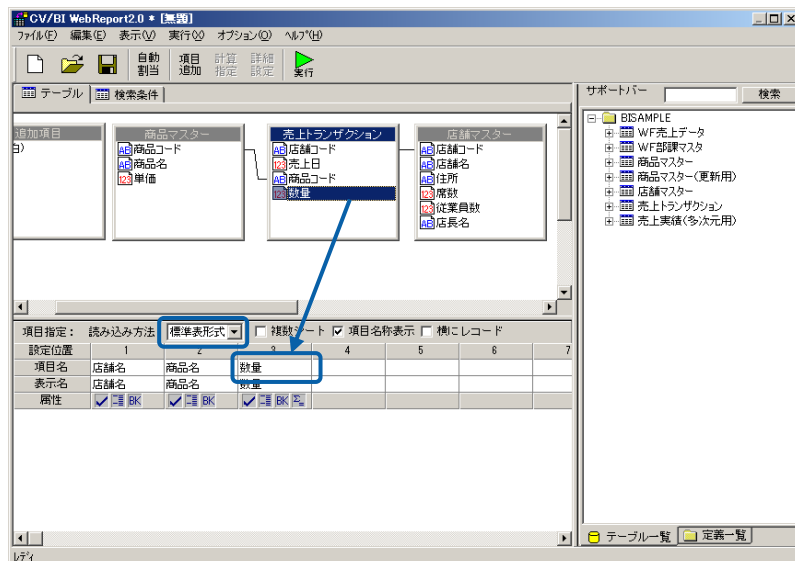 CV/BI WebReport2.0 * [無題]
ファイル(F) 編集(E) 表示(V) 実行(X) オプション(O) ヘルプ(H)
自動割当 項目追加 計算指定 詳細設定 実行
テーブル 検索条件
追加項目
商品マスター
AB 商品コード
AB 商品名
123 単価
売上トランザクション
AB 店舗コード
123 売上日
AB 商品コード
123 数量
店舗マスター
AB 店舗コード
AB 店舗名
AB 住所
123 席数
123 従業員数
AB 店長名
項目指定: 読み込み方法 標準表形式 複数シート 項目名称表示 横にレコード
設定位置 1 2 3 4 5 6 7
項目名 店舗名 商品名 数量
表示名 店舗名 商品名 数量
属性 BK BK BK Σ
レディ
サポートバー 検索
BISAMPLE
WF売上データ
WF部課マスタ
商品マスター
商品マスター(更新用)
店舗マスター
売上トランザクション
売上実績(多次元用)
テーブル一覧 定義一覧